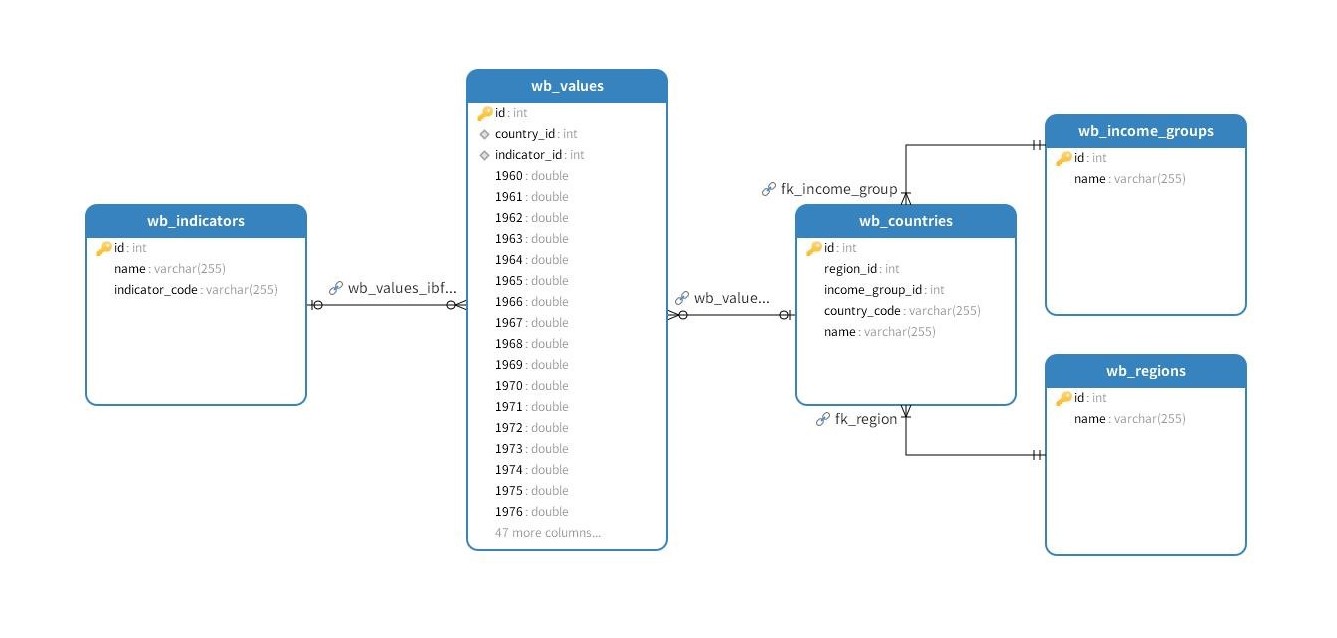 wb_indicators
id : int
name : varchar(255)
indicator_code : varchar(255)
wb_values_ibf...
wb_values
id : int
country_id : int
indicator_id : int
1960 : double
1961 : double
1962 : double
1963 : double
1964 : double
1965 : double
1966 : double
1967 : double
1968 : double
1969 : double
1970 : double
1971 : double
1972 : double
1973 : double
1974 : double
1975 : double
1976 : double
47 more columns...
wb_value...
fk_income_group
wb_countries
id : int
region_id : int
income_group_id : int
country_code : varchar(255)
name : varchar(255)
fk_region
wb_income_groups
id : int
name : varchar(255)
wb_regions
id : int
name : varchar(255)